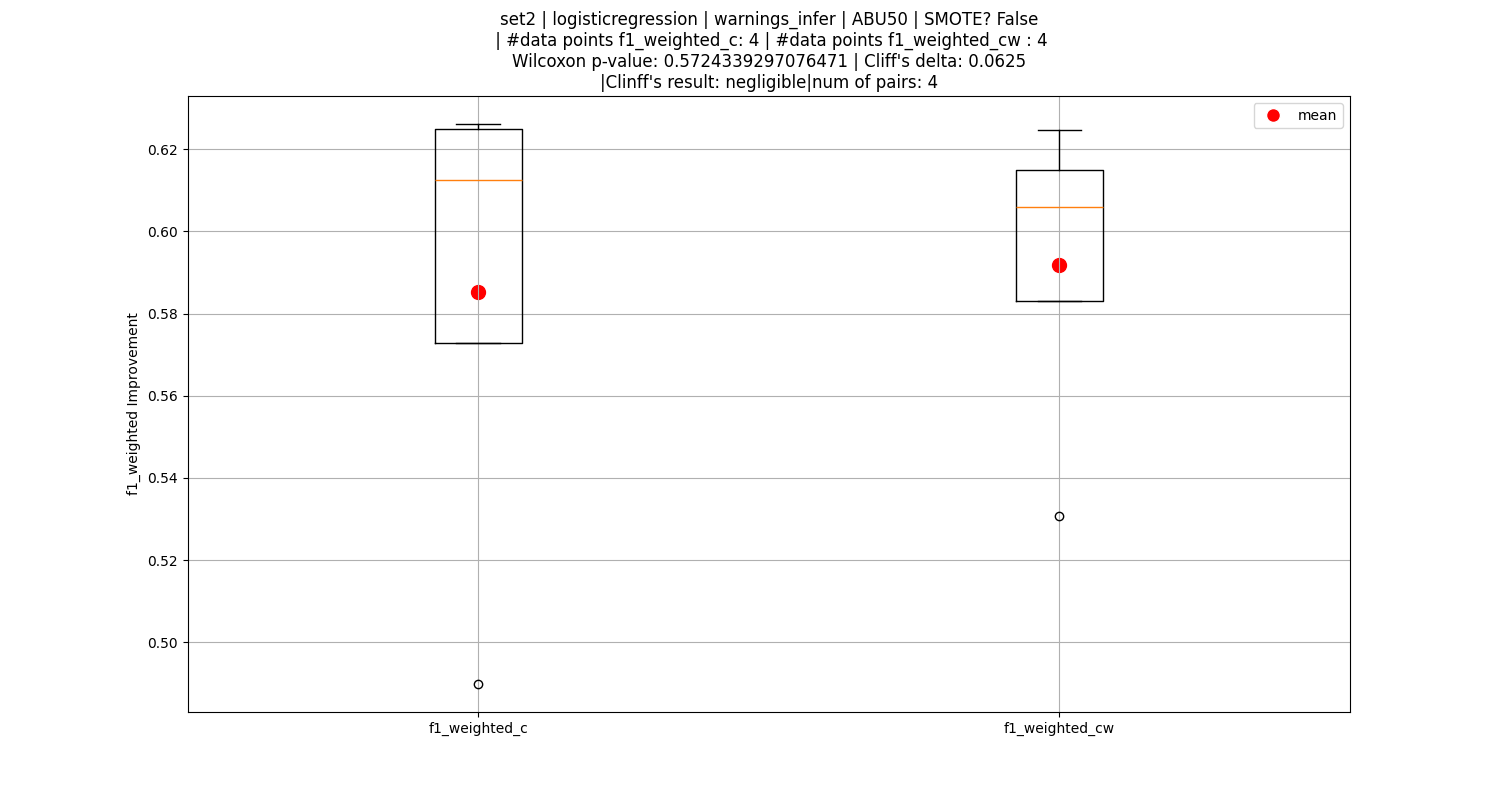 set2 | logisticregression | warnings_infer | ABU50 | SMOTE? False
| #data points f1_weighted_c: 4 | #data points f1_weighted_cw : 4
Wilcoxon p-value: 0.5724339297076471 | Cliff's delta: 0.0625
|Clinff's result: negligible|num of pairs: 4
mean
f1_weighted Improvement
0.62
0.60
0.58
0.56
0.54
0.52
0.50
f1_weighted_c
f1_weighted_cw